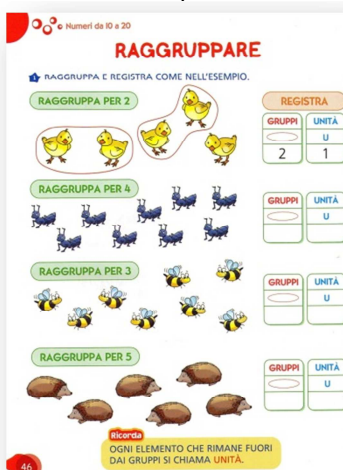 Numeri da 10 a 20
RAGGRUPPARE
1 RAGGRUPPA E REGISTRA COME NELL'ESEMPIO.
RAGGRUPPA PER 2
REGISTRA
GRUPPI UNITÀ
U
2 1
RAGGRUPPA PER 4
GRUPPI UNITÀ
U
RAGGRUPPA PER 3
GRUPPI UNITÀ
U
RAGGRUPPA PER 5
GRUPPI UNITÀ
U
Ricorda
OGNI ELEMENTO CHE RIMANE FUORI
DAI GRUPPI SI CHIAMA UNITÀ.
46